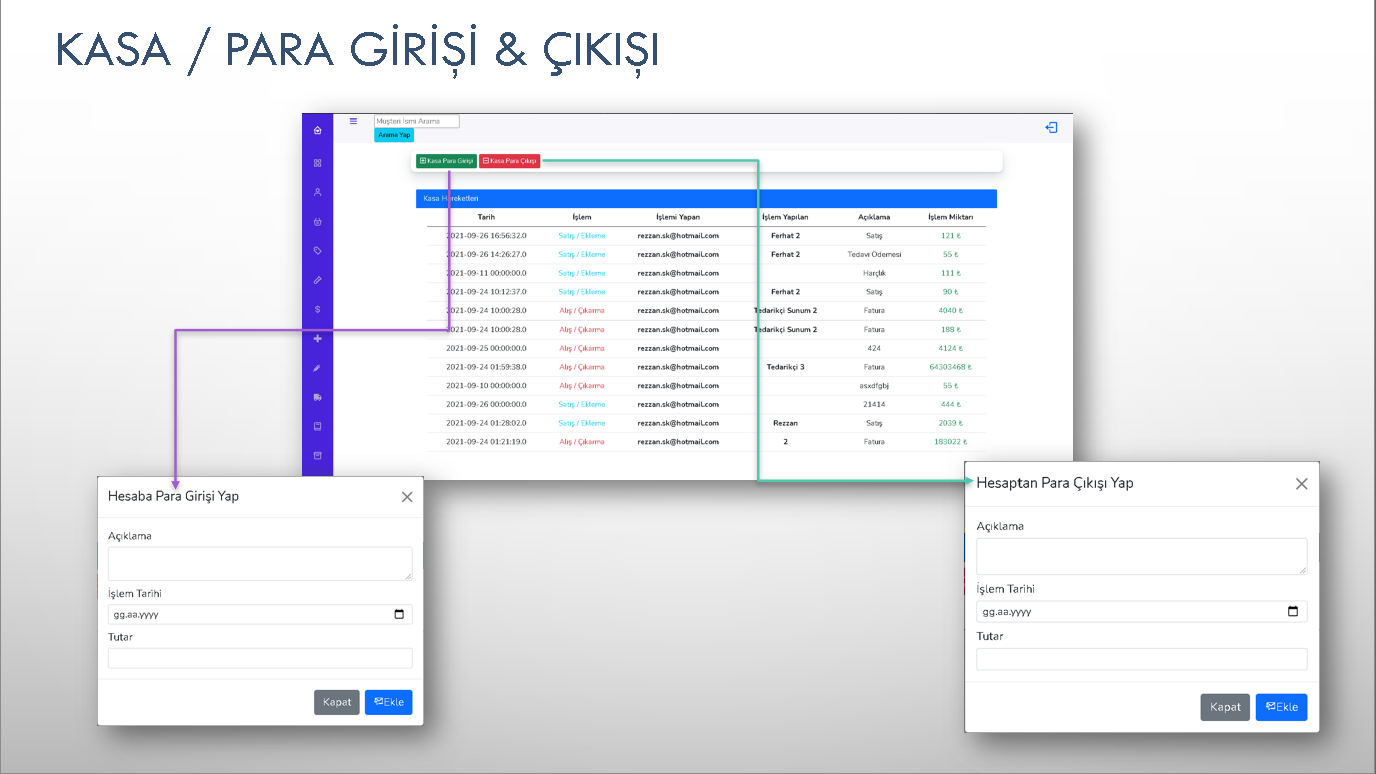 KASA / PARA GİRİŞİ & ÇIKIŞI
Müşteri İsmi Arama
Arama Yap
Kasa Para Girişi Kasa Para Çıkışı
Kasa Hareketleri
Tarih İşlem İşlemi Yapan İşlem Yapılan Açıklama İşlem Miktarı
2021-09-26 16:56:32.0 Satış / Ekleme rezzan.sk@hotmail.com Ferhat 2 Satış 121 ₺
2021-09-26 14:26:27.0 Satış / Ekleme rezzan.sk@hotmail.com Ferhat 2 Tedavi Ödemesi 55 ₺
2021-09-11 00:00:00.0 Satış / Ekleme rezzan.sk@hotmail.com Harçlık 111 ₺
2021-09-24 10:12:37.0 Satış / Ekleme rezzan.sk@hotmail.com Ferhat 2 Satış 90 ₺
2021-09-24 10:00:28.0 Alış / Çıkarma rezzan.sk@hotmail.com Tedarikçi Sunum 2 Fatura 4040 ₺
2021-09-24 10:00:28.0 Alış / Çıkarma rezzan.sk@hotmail.com Tedarikçi Sunum 2 Fatura 188 ₺
2021-09-25 00:00:00.0 Alış / Çıkarma rezzan.sk@hotmail.com 424 4124 ₺
2021-09-24 01:59:38.0 Alış / Çıkarma rezzan.sk@hotmail.com Tedarikçi 3 Fatura 64303468 ₺
2021-09-10 00:00:00.0 Alış / Çıkarma rezzan.sk@hotmail.com asxdfgbj 55 ₺
2021-09-26 00:00:00.0 Satış / Ekleme rezzan.sk@hotmail.com 21414 444 ₺
2021-09-24 01:28:02.0 Satış / Ekleme rezzan.sk@hotmail.com Rezzan Satış 2039 ₺
2021-09-24 01:21:19.0 Alış / Çıkarma rezzan.sk@hotmail.com 2 Fatura 183022 ₺
Hesaba Para Girişi Yap
Açıklama
İşlem Tarihi
gg.aa.yyyy
Tutar
Kapat Ekle
Hesaptan Para Çıkışı Yap
Açıklama
İşlem Tarihi
gg.aa.yyyy
Tutar
Kapat Ekle